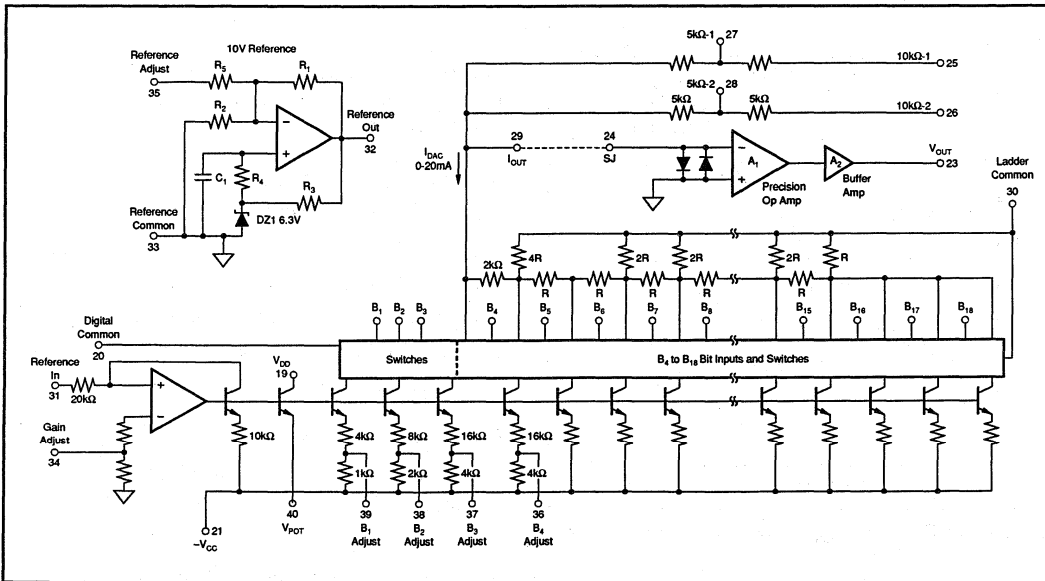 10V Reference
Reference
Adjust
35
R5
R1
R2
Reference
Out
32
C1
R4
R3
DZ1 6.3V
Reference
Common
33
5kΩ-1
27
10kΩ-1
25
5kΩ-2
28
5kΩ
5kΩ
10kΩ-2
26
29
IOUT
24
SJ
IDAC
0-20mA
A1
Precision
Op Amp
A2
Buffer
Amp
VOUT
23
Ladder
Common
30
4R
2R
2R
2R
R
2kΩ
R
R
R
R
R
B1
B2
B3
B4
B5
B6
B7
B8
B15
B16
B17
B18
Digital
Common
20
Switches
B4 to B18 Bit Inputs and Switches
Reference
In
31
20kΩ
+
−
VDD
19
Gain
Adjust
34
10kΩ
4kΩ
8kΩ
16kΩ
16kΩ
1kΩ
2kΩ
4kΩ
4kΩ
21
−VCC
40
VPOT
39
B1
Adjust
38
B2
Adjust
37
B3
Adjust
36
B4
Adjust